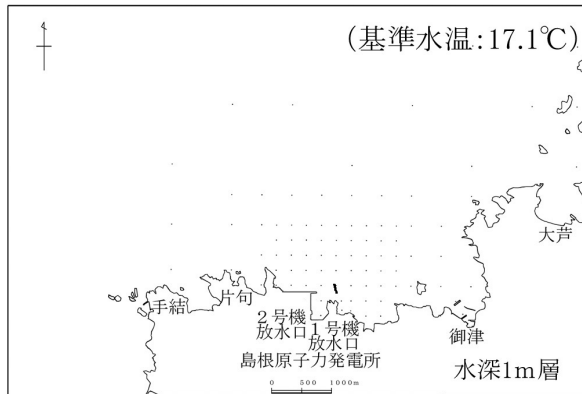 (基準水温:17.1℃)
大芦
手結
片句
2号機
放水口
1号機
放水口
御津
島根原子力発電所
水深1m層
0 500 1000m